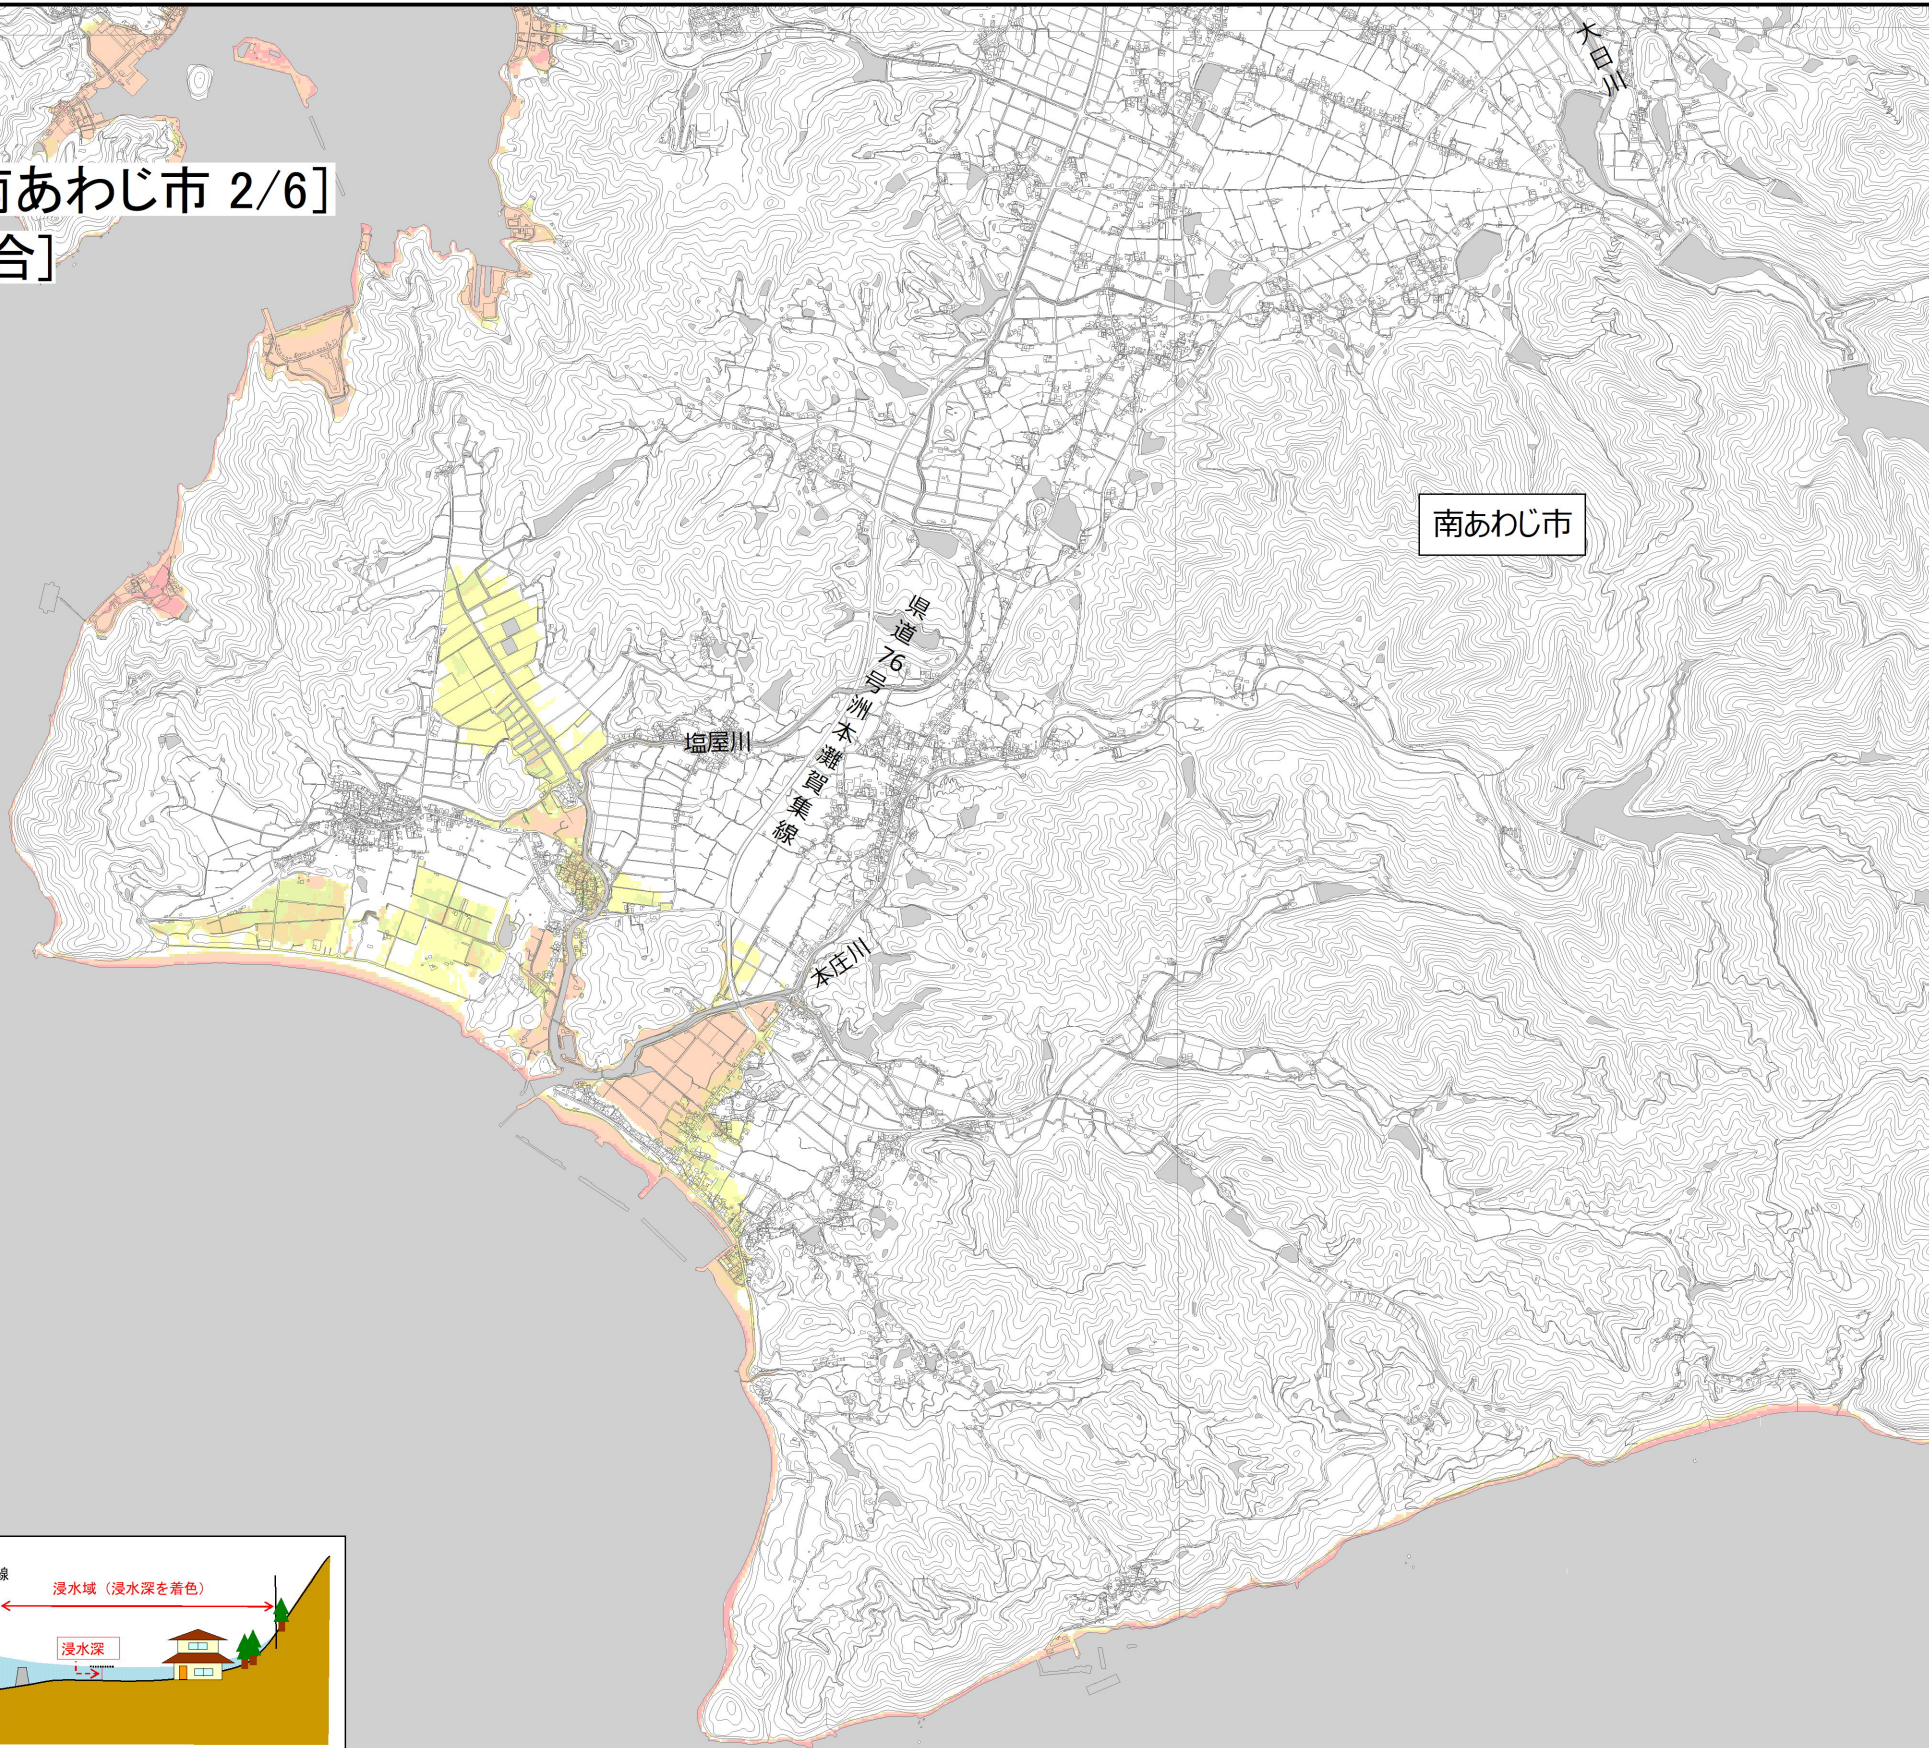 南あわじ市 2/6]
合]
大日川
南あわじ市
県道76号洲本灘賀集線
塩屋川
本庄川
線
浸水域（浸水深を着色）
浸水深